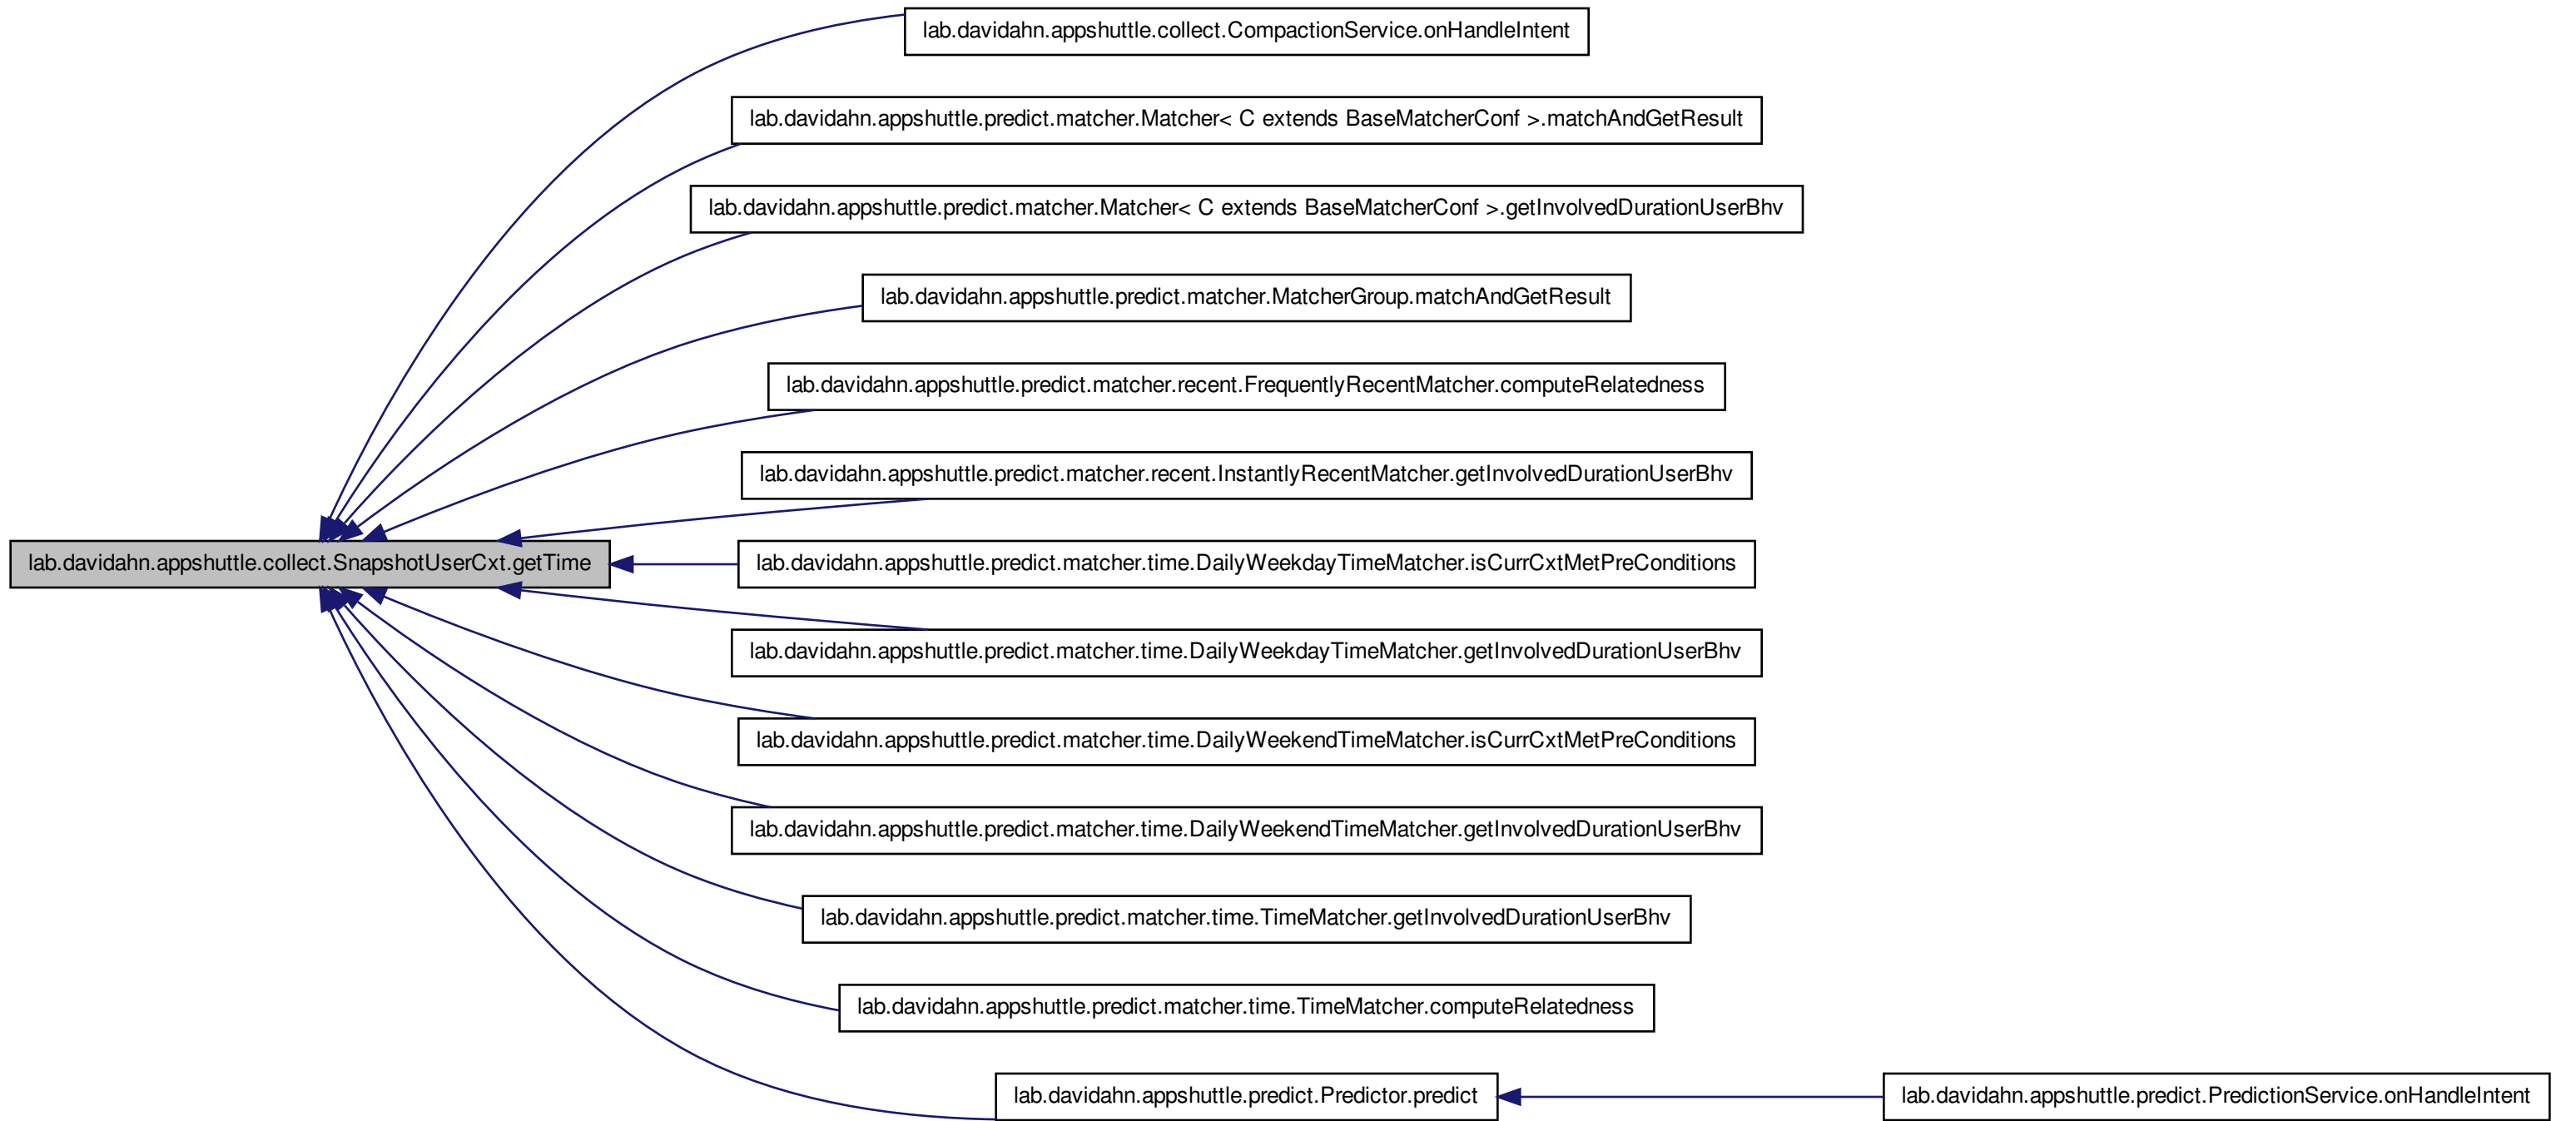 lab.davidahn.appshuttle.collect.CompactionService.onHandleIntent
lab.davidahn.appshuttle.predict.matcher.Matcher< C extends BaseMatcherConf >.matchAndGetResult
lab.davidahn.appshuttle.predict.matcher.Matcher< C extends BaseMatcherConf >.getInvolvedDurationUserBhv
lab.davidahn.appshuttle.predict.matcher.MatcherGroup.matchAndGetResult
lab.davidahn.appshuttle.predict.matcher.recent.FrequentlyRecentMatcher.computeRelatedness
lab.davidahn.appshuttle.predict.matcher.recent.InstantlyRecentMatcher.getInvolvedDurationUserBhv
lab.davidahn.appshuttle.collect.SnapshotUserCxt.getTime
lab.davidahn.appshuttle.predict.matcher.time.DailyWeekdayTimeMatcher.isCurrCxtMetPreConditions
lab.davidahn.appshuttle.predict.matcher.time.DailyWeekdayTimeMatcher.getInvolvedDurationUserBhv
lab.davidahn.appshuttle.predict.matcher.time.DailyWeekendTimeMatcher.isCurrCxtMetPreConditions
lab.davidahn.appshuttle.predict.matcher.time.DailyWeekendTimeMatcher.getInvolvedDurationUserBhv
lab.davidahn.appshuttle.predict.matcher.time.TimeMatcher.getInvolvedDurationUserBhv
lab.davidahn.appshuttle.predict.matcher.time.TimeMatcher.computeRelatedness
lab.davidahn.appshuttle.predict.Predictor.predict
lab.davidahn.appshuttle.predict.PredictionService.onHandleIntent